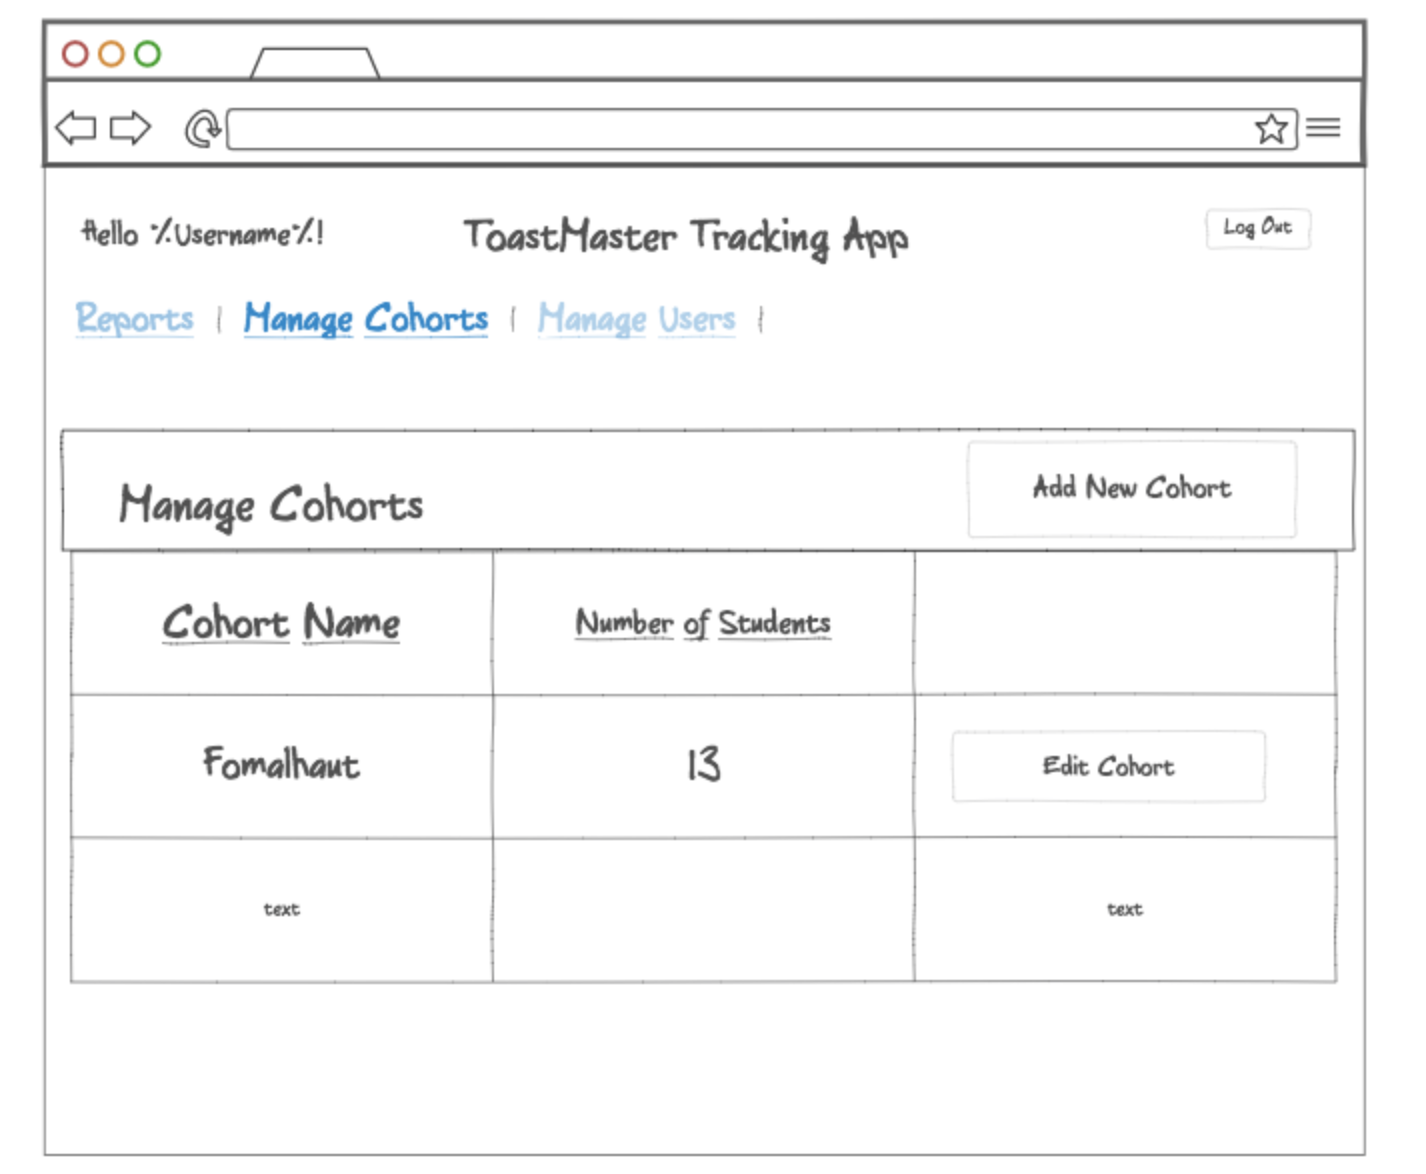 Hello %Username%!
ToastMaster Tracking App
Log Out
Reports | Manage Cohorts | Manage Users |
Manage Cohorts
Add New Cohort
Cohort Name
Number of Students
Fomalhaut
13
Edit Cohort
text
text